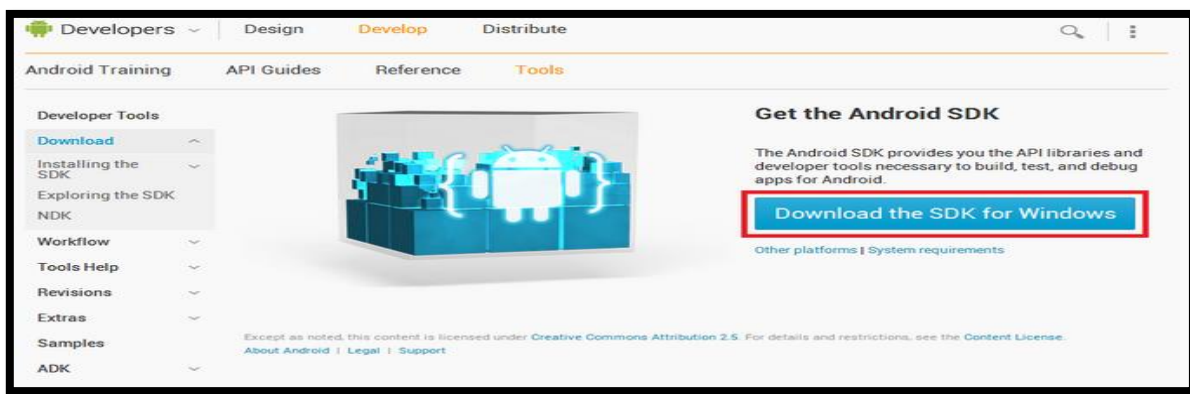 Developers
Design
Develop
Distribute
Android Training
API Guides
Reference
Tools
Developer Tools
Download
Installing the
SDK
Exploring the SDK
NDK
Workflow
Tools Help
Revisions
Extras
Samples
ADK
Get the Android SDK
The Android SDK provides you the API libraries and
developer tools necessary to build, test, and debug
apps for Android.
Download the SDK for Windows
Other platforms | System requirements
Except as noted, this content is licensed under Creative Commons Attribution 2.5. For details and restrictions, see the Content License.
About Android | Legal | Support